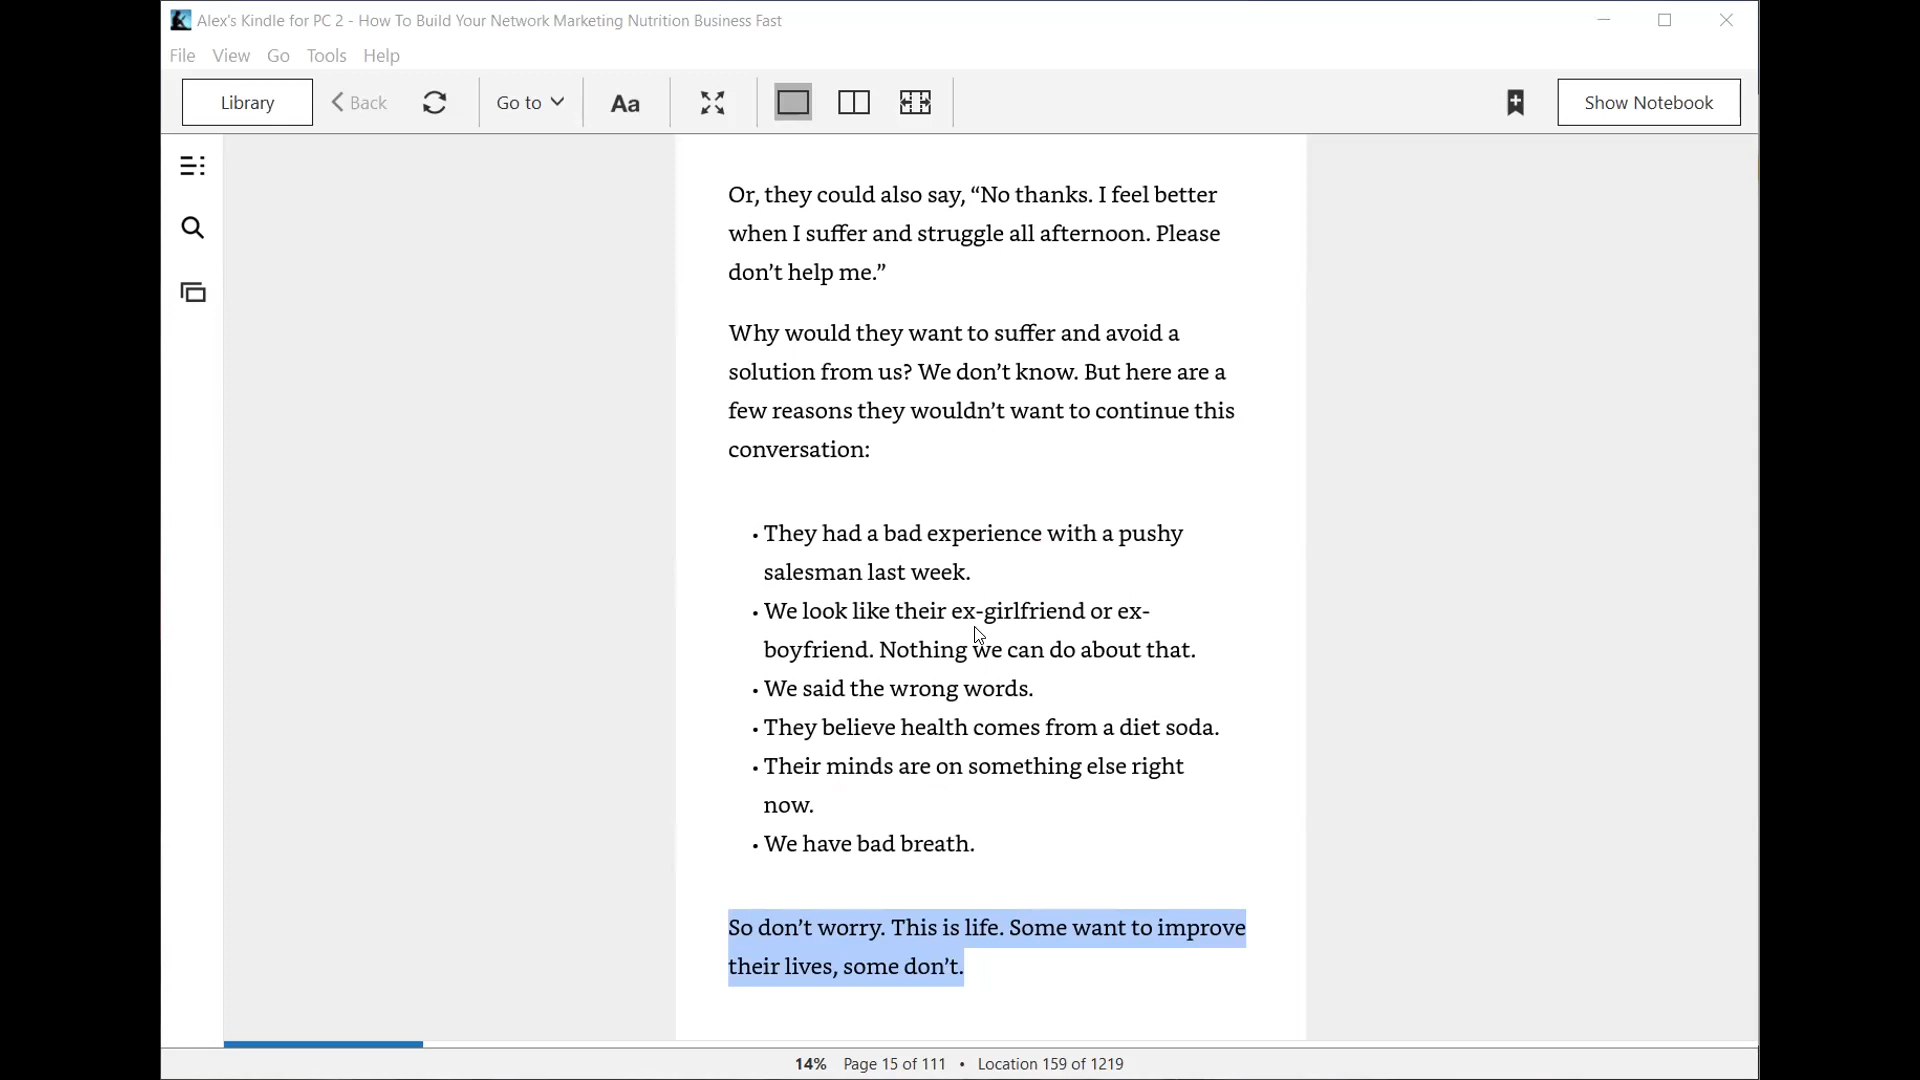 Alex's Kindle for PC 2 - How To Build Your Network Marketing Nutrition Business Fast
File View Go Tools Help
Library Back Go to Aa Show Notebook
Or, they could also say, “No thanks. I feel better
when I suffer and struggle all afternoon. Please
don’t help me.”
Why would they want to suffer and avoid a
solution from us? We don’t know. But here are a
few reasons they wouldn’t want to continue this
conversation:
• They had a bad experience with a pushy
salesman last week.
• We look like their ex-girlfriend or ex-
boyfriend. Nothing we can do about that.
• We said the wrong words.
• They believe health comes from a diet soda.
• Their minds are on something else right
now.
• We have bad breath.
So don’t worry. This is life. Some want to improve
their lives, some don’t.
14% Page 15 of 111 • Location 159 of 1219